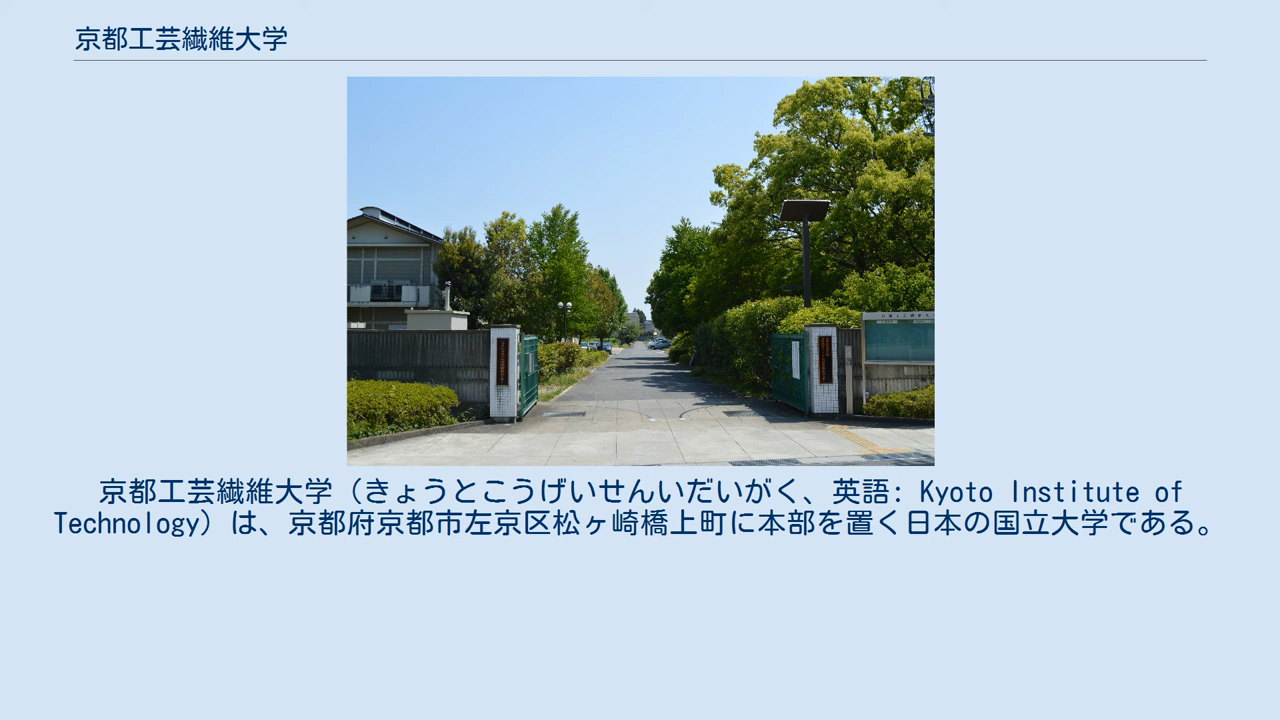 京都工芸繊維大学
京都工芸繊維大学（きょうとこうげいせんいだいがく、英語: Kyoto Institute of
Technology）は、京都府京都市左京区松ヶ崎橋上町に本部を置く日本の国立大学である。